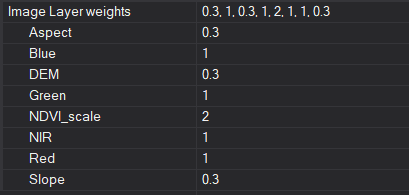 Image Layer weights 0.3, 1, 0.3, 1, 2, 1, 1, 0.3
Aspect 0.3
Blue 1
DEM 0.3
Green 1
NDVI_scale 2
NIR 1
Red 1
Slope 0.3